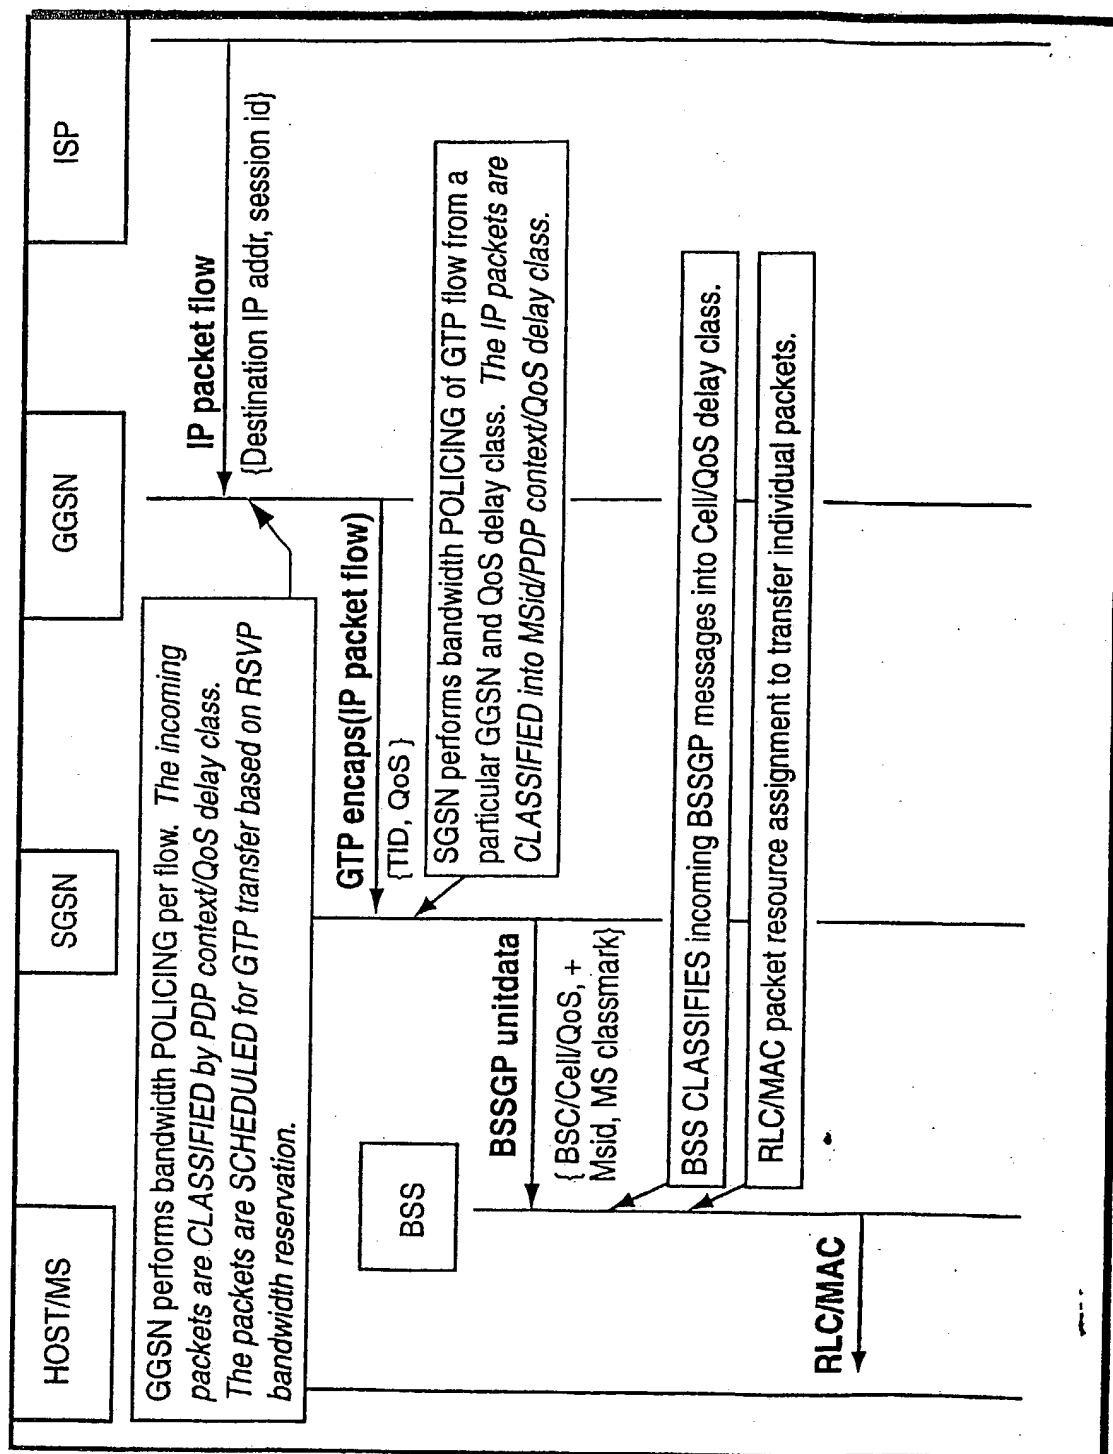 HOST/MS
SGSN
GGSN
ISP
GGSN performs bandwidth POLICING per flow. The incoming
packets are CLASSIFIED by PDP context/QoS delay class.
The packets are SCHEDULED for GTP transfer based on RSVP
bandwidth reservation.
IP packet flow
{Destination IP addr, session id}
GTP encaps(IP packet flow)
{TID, QoS }
SGSN performs bandwidth POLICING of GTP flow from a
particular GGSN and QoS delay class. The IP packets are
CLASSIFIED into MSid/PDP context/QoS delay class.
BSS
BSSGP unitdata
{ BSC/Cell/QoS, +
Msid, MS classmark}
BSS CLASSIFIES incoming BSSGP messages into Cell/QoS delay class.
RLC/MAC packet resource assignment to transfer individual packets.
RLC/MAC